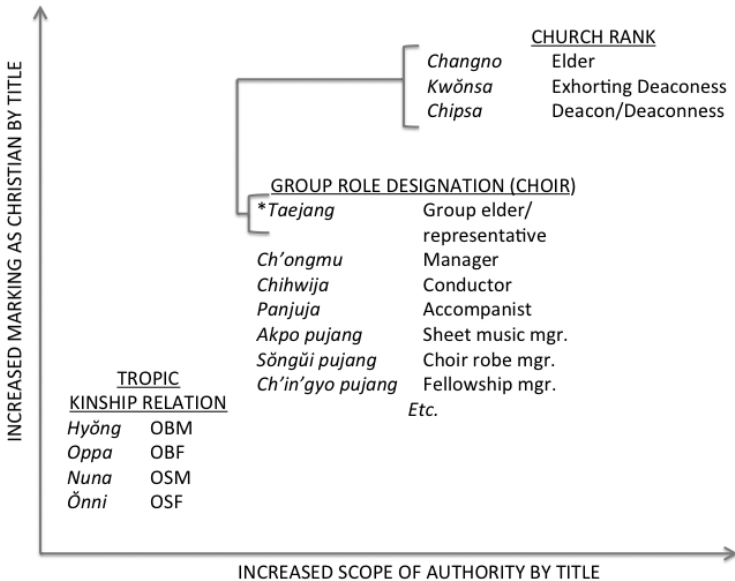 INCREASED MARKING AS CHRISTIAN BY TITLE
CHURCH RANK
Changno Elder
Kwŏnsa Exhorting Deaconess
Chipsa Deacon/Deaconness
GROUP ROLE DESIGNATION (CHOIR)
*Taejang Group elder/
representative
Ch'ongmu Manager
Chihwija Conductor
Panjuja Accompanist
Akpo pujang Sheet music mgr.
Sŏngŭi pujang Choir robe mgr.
Ch'in'gyo pujang Fellowship mgr.
Etc.
TROPIC
KINSHIP RELATION
Hyŏng OBM
Oppa OBF
Nuna OSM
Ŏnni OSF
INCREASED SCOPE OF AUTHORITY BY TITLE